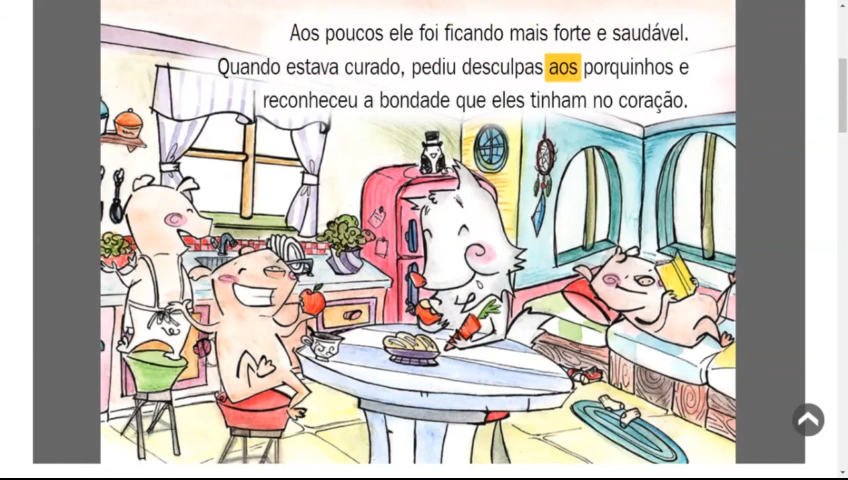 Aos poucos ele foi ficando mais forte e saudável.
Quando estava curado, pediu desculpas aos porquinhos e
reconheceu a bondade que eles tinham no coração.